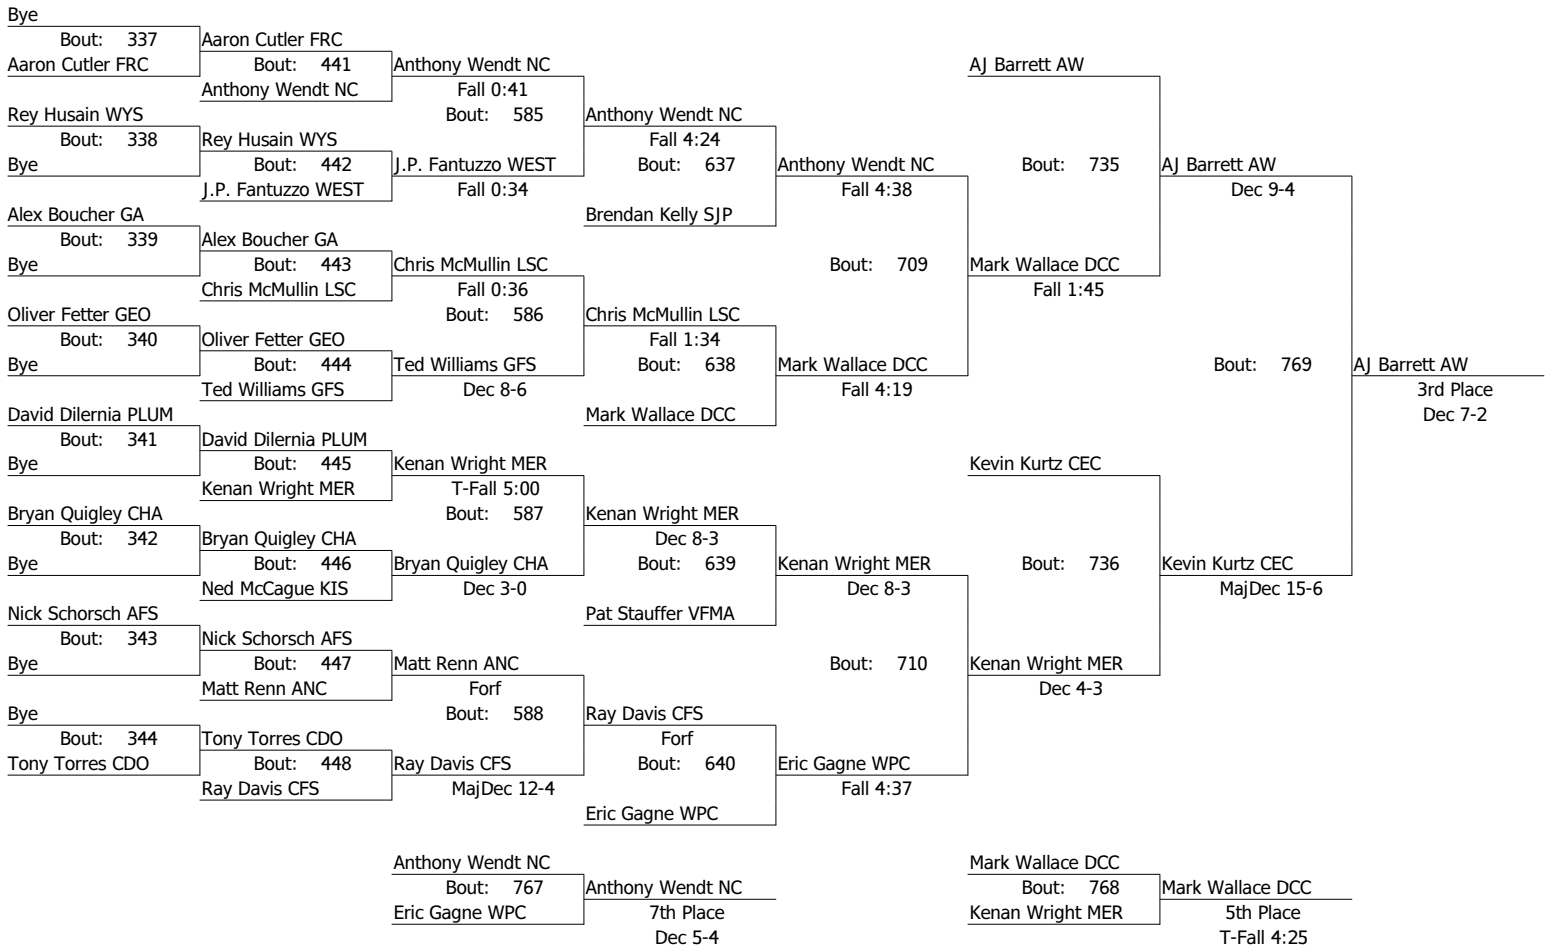 Bye
Bout: 337
Aaron Cutler FRC
Rey Husain WYS
Bout: 338
Bye
Alex Boucher GA
Bout: 339
Bye
Oliver Fetter GEO
Bout: 340
Bye
David Dilernia PLUM
Bout: 341
Bye
Bryan Quigley CHA
Bout: 342
Bye
Nick Schorsch AFS
Bout: 343
Bye
Bye
Bout: 344
Tony Torres CDO
Aaron Cutler FRC
Bout: 441
Anthony Wendt NC
Rey Husain WYS
Bout: 442
J.P. Fantuzzo WEST
Alex Boucher GA
Bout: 443
Chris McMullin LSC
Oliver Fetter GEO
Bout: 444
Ted Williams GFS
David Dilernia PLUM
Bout: 445
Kenan Wright MER
Bryan Quigley CHA
Bout: 446
Ned McCague KIS
Nick Schorsch AFS
Bout: 447
Matt Renn ANC
Tony Torres CDO
Bout: 448
Ray Davis CFS
Anthony Wendt NC
Fall 0:41
Bout: 585
J.P. Fantuzzo WEST
Fall 0:34
Chris McMullin LSC
Fall 0:36
Bout: 586
Ted Williams GFS
Dec 8-6
Kenan Wright MER
T-Fall 5:00
Bout: 587
Bryan Quigley CHA
Dec 3-0
Matt Renn ANC
Forf
Bout: 588
Ray Davis CFS
MajDec 12-4
Anthony Wendt NC
Fall 4:24
Bout: 637
Brendan Kelly SJP
Chris McMullin LSC
Fall 1:34
Bout: 638
Mark Wallace DCC
Kenan Wright MER
Dec 8-3
Bout: 639
Pat Stauffer VFMA
Ray Davis CFS
Forf
Bout: 640
Eric Gagne WPC
Anthony Wendt NC
Fall 4:38
Bout: 709
Mark Wallace DCC
Fall 4:19
Kenan Wright MER
Dec 8-3
Bout: 710
Eric Gagne WPC
Fall 4:37
AJ Barrett AW
Bout: 735
Mark Wallace DCC
Fall 1:45
Kevin Kurtz CEC
Bout: 736
Kenan Wright MER
Dec 4-3
AJ Barrett AW
Dec 9-4
Bout: 769
Kevin Kurtz CEC
MajDec 15-6
AJ Barrett AW
3rd Place
Dec 7-2
Anthony Wendt NC
Bout: 767
Eric Gagne WPC
Anthony Wendt NC
7th Place
Dec 5-4
Mark Wallace DCC
Bout: 768
Kenan Wright MER
Mark Wallace DCC
5th Place
T-Fall 4:25